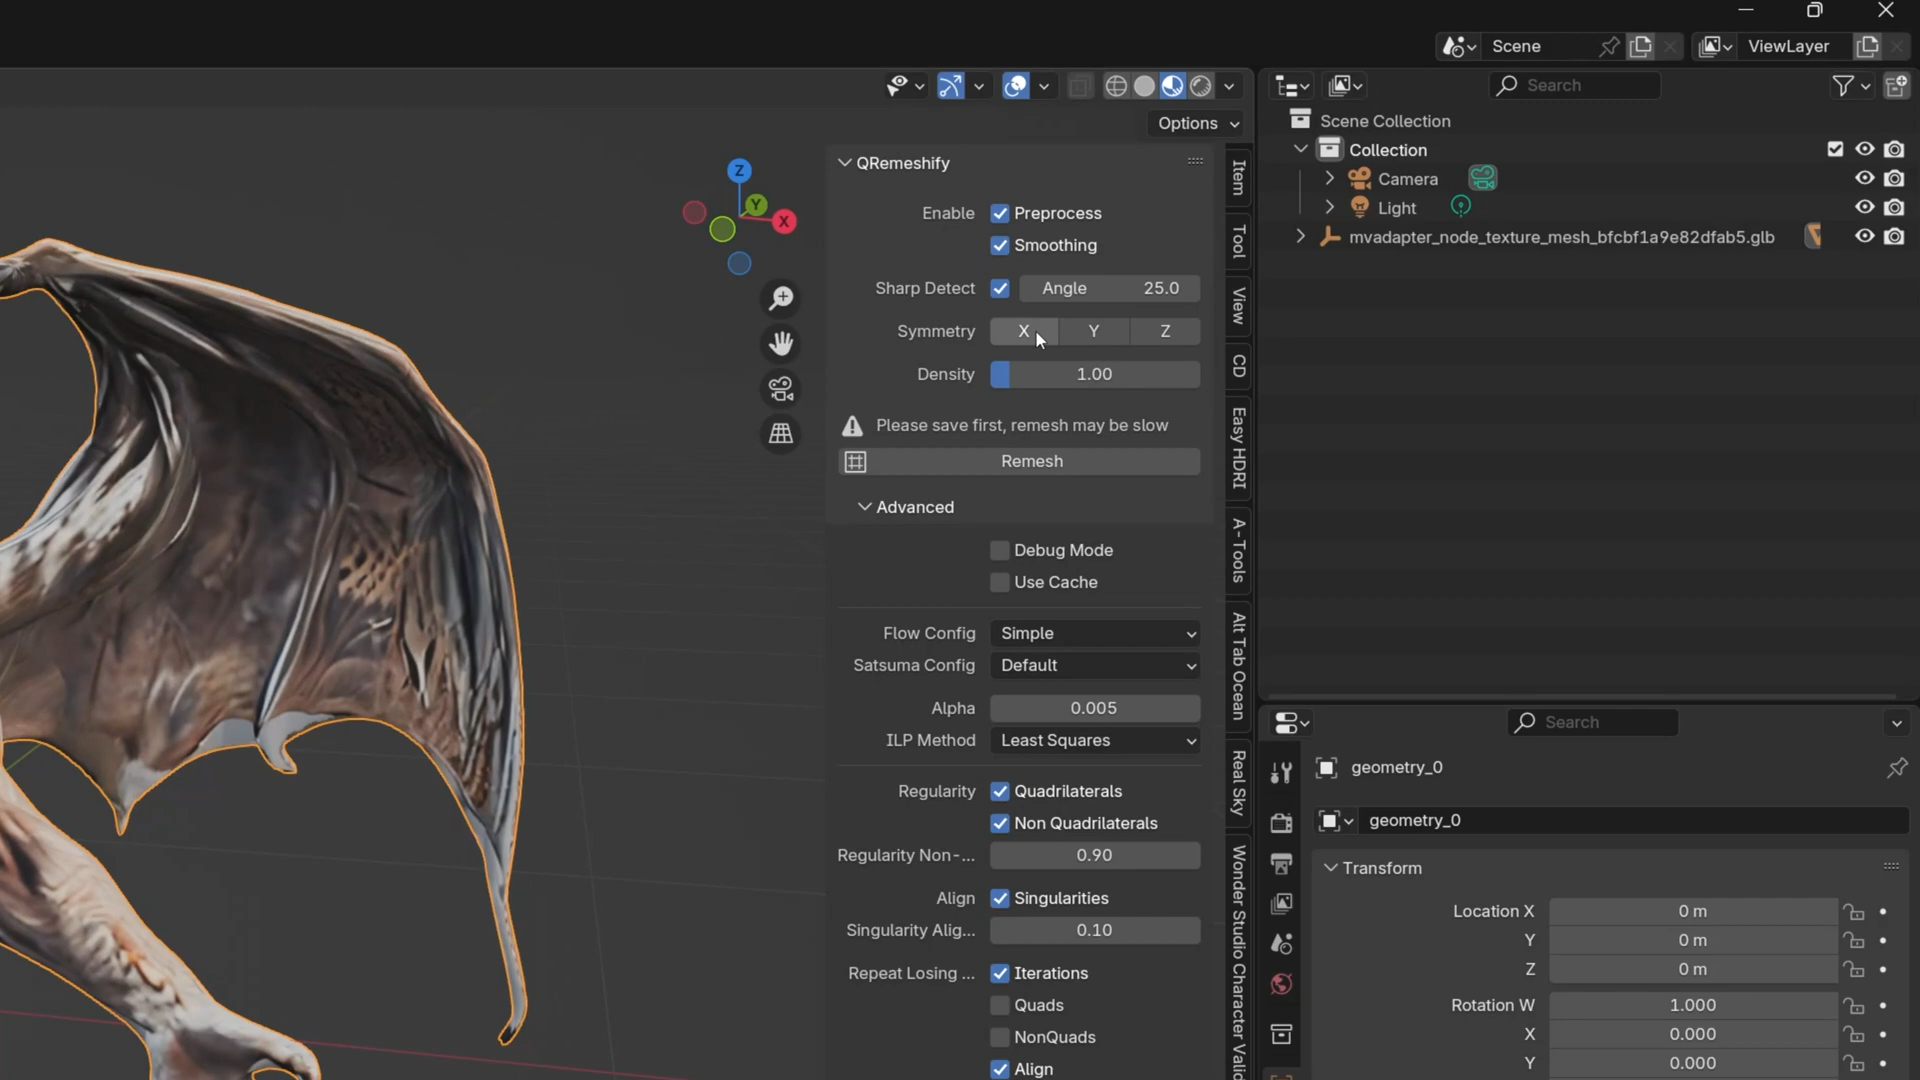 Scene
ViewLayer
Search
Options
Z
Y
X
QRemeshify
Enable
Preprocess
Smoothing
Sharp Detect
Angle 25.0
Symmetry
X Y Z
Density
1.00
Please save first, remesh may be slow
Remesh
Advanced
Debug Mode
Use Cache
Flow Config
Simple
Satsuma Config
Default
Alpha
0.005
ILP Method
Least Squares
Regularity
Quadrilaterals
Non Quadrilaterals
Regularity Non-...
0.90
Align
Singularities
Singularity Alig...
0.10
Repeat Losing ...
Iterations
Quads
NonQuads
Align
Item
Tool
View
CD
Easy HDRI
A-Tools
Alt Tab Ocean
Real Sky
Wonder Studio Character Valid
Scene Collection
Collection
Camera
Light
mvadapter_node_texture_mesh_bfcbf1a9e82dfab5.glb
Search
geometry_0
geometry_0
Transform
Location X
0 m
Y
0 m
Z
0 m
Rotation W
1.000
X
0.000
Y
0.000